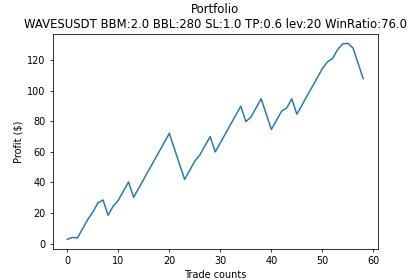 Portfolio
WAVESUSDT BBM:2.0 BBL:280 SL:1.0 TP:0.6 lev:20 WinRatio:76.0
Profit ($)
120
100
80
60
40
20
0
0 10 20 30 40 50 60
Trade counts